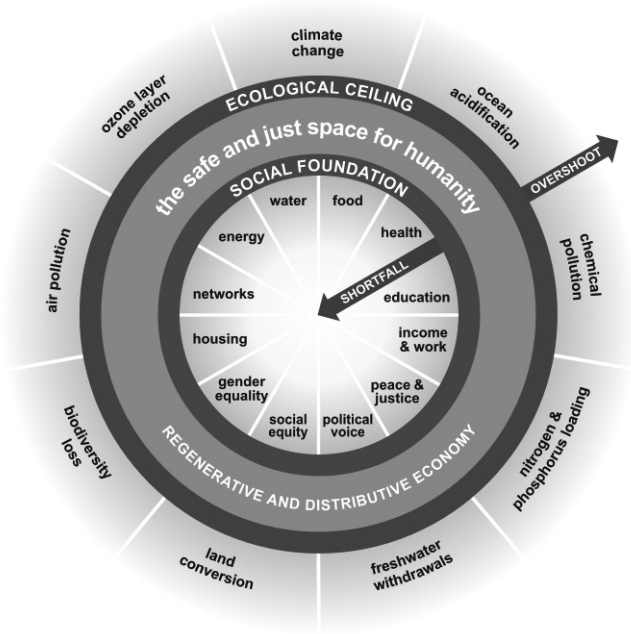 climate
change
ocean
acidification
chemical
pollution
nitrogen &
phosphorus loading
freshwater
withdrawals
land
conversion
biodiversity
loss
air pollution
ozone layer
depletion
ECOLOGICAL CEILING
OVERSHOOT
the safe and just space for humanity
SOCIAL FOUNDATION
water
food
health
SHORTFALL
education
income
& work
peace &
justice
political
voice
social
equity
gender
equality
housing
networks
energy
REGENERATIVE AND DISTRIBUTIVE ECONOMY